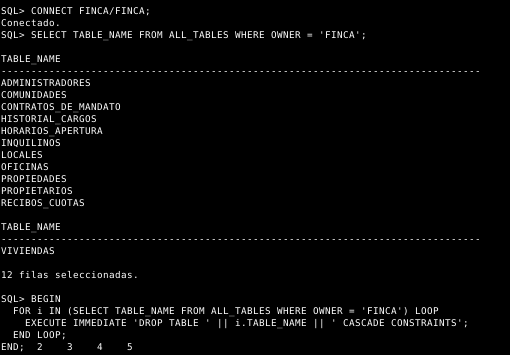 SQL> CONNECT FINCA/FINCA;
Conectado.
SQL> SELECT TABLE_NAME FROM ALL_TABLES WHERE OWNER = 'FINCA';
TABLE_NAME
--------------------------------------------------------------------------------
ADMINISTRADORES
COMUNIDADES
CONTRATOS_DE_MANDATO
HISTORIAL_CARGOS
HORARIOS_APERTURA
INQUILINOS
LOCALES
OFICINAS
PROPIEDADES
PROPIETARIOS
RECIBOS_CUOTAS
TABLE_NAME
--------------------------------------------------------------------------------
VIVIENDAS
12 filas seleccionadas.
SQL> BEGIN
  FOR i IN (SELECT TABLE_NAME FROM ALL_TABLES WHERE OWNER = 'FINCA') LOOP
    EXECUTE IMMEDIATE 'DROP TABLE ' || i.TABLE_NAME || ' CASCADE CONSTRAINTS';
  END LOOP;
END;  2    3    4    5